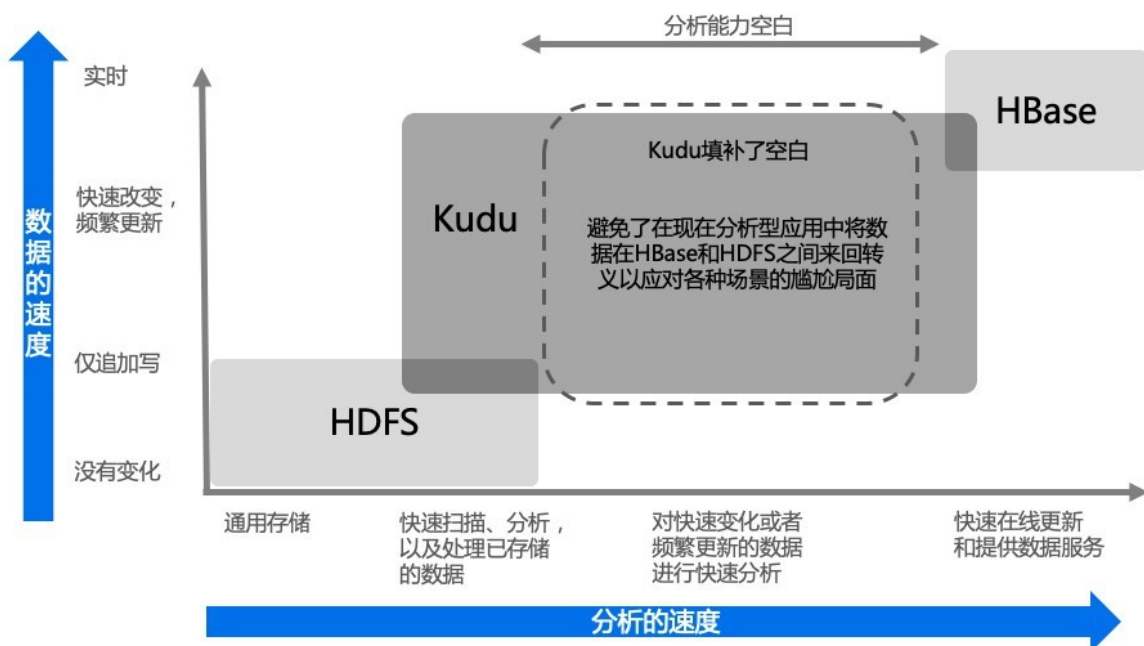 分析能力空白
实时
HBase
Kudu填补了空白
快速改变，
频繁更新
Kudu
避免了在现在分析型应用中将数
据在HBase和HDFS之间来回转
义以应对各种场景的尴尬局面
数据的速度
仅追加写
HDFS
没有变化
通用存储
快速扫描、分析，
以及处理已存储
的数据
对快速变化或者
频繁更新的数据
进行快速分析
快速在线更新
和提供数据服务
分析的速度